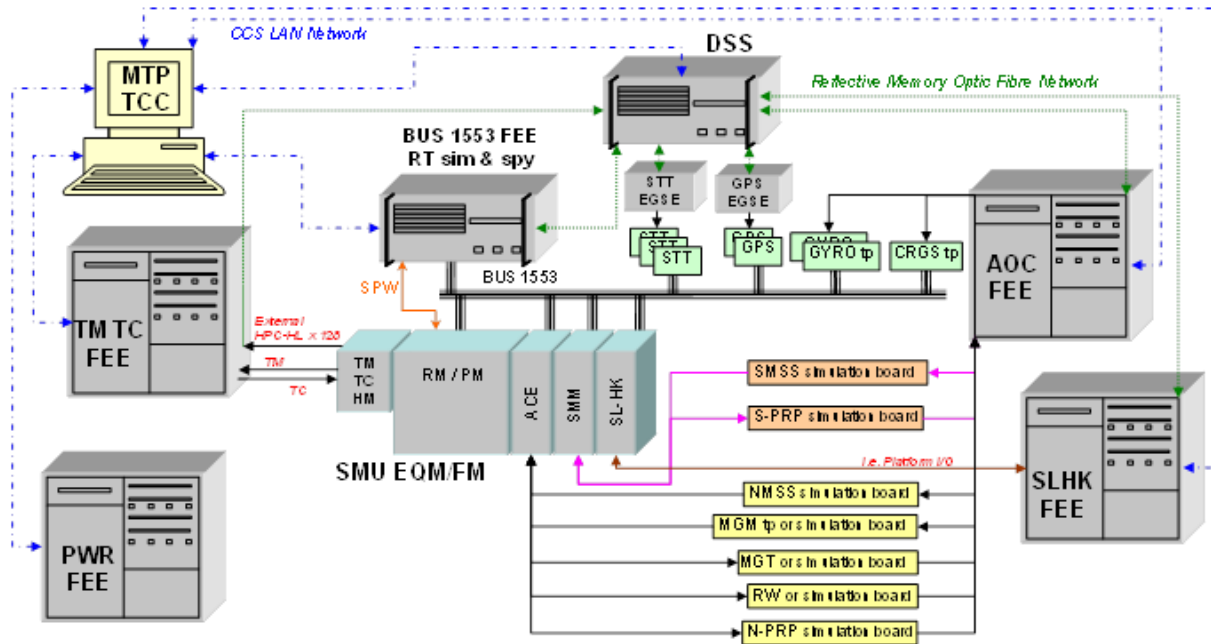 CCS LAN Network
DSS
MTP
TCC
Reflective Memory Optic Fibre Network
BUS 1553 FEE
RT sim & spy
STT
EGSE
GPS
EGSE
STT
STT
STT
GPS
GPS
GYRO
GYRO tp
CRGS tp
AOC
FEE
BUS 1553
SPW
TM TC
FEE
External
HPC-HL x 128
TM
TC
TM
TC
HM
RM / PM
ACE
SMM
SL-HK
SMSS simulation board
S-PRP simulation board
SMU EQM/FM
i.e. Platform I/O
SLHK
FEE
NMSS simulation board
MGM tp or simulation board
MGT or simulation board
RW or simulation board
N-PRP simulation board
PWR
FEE